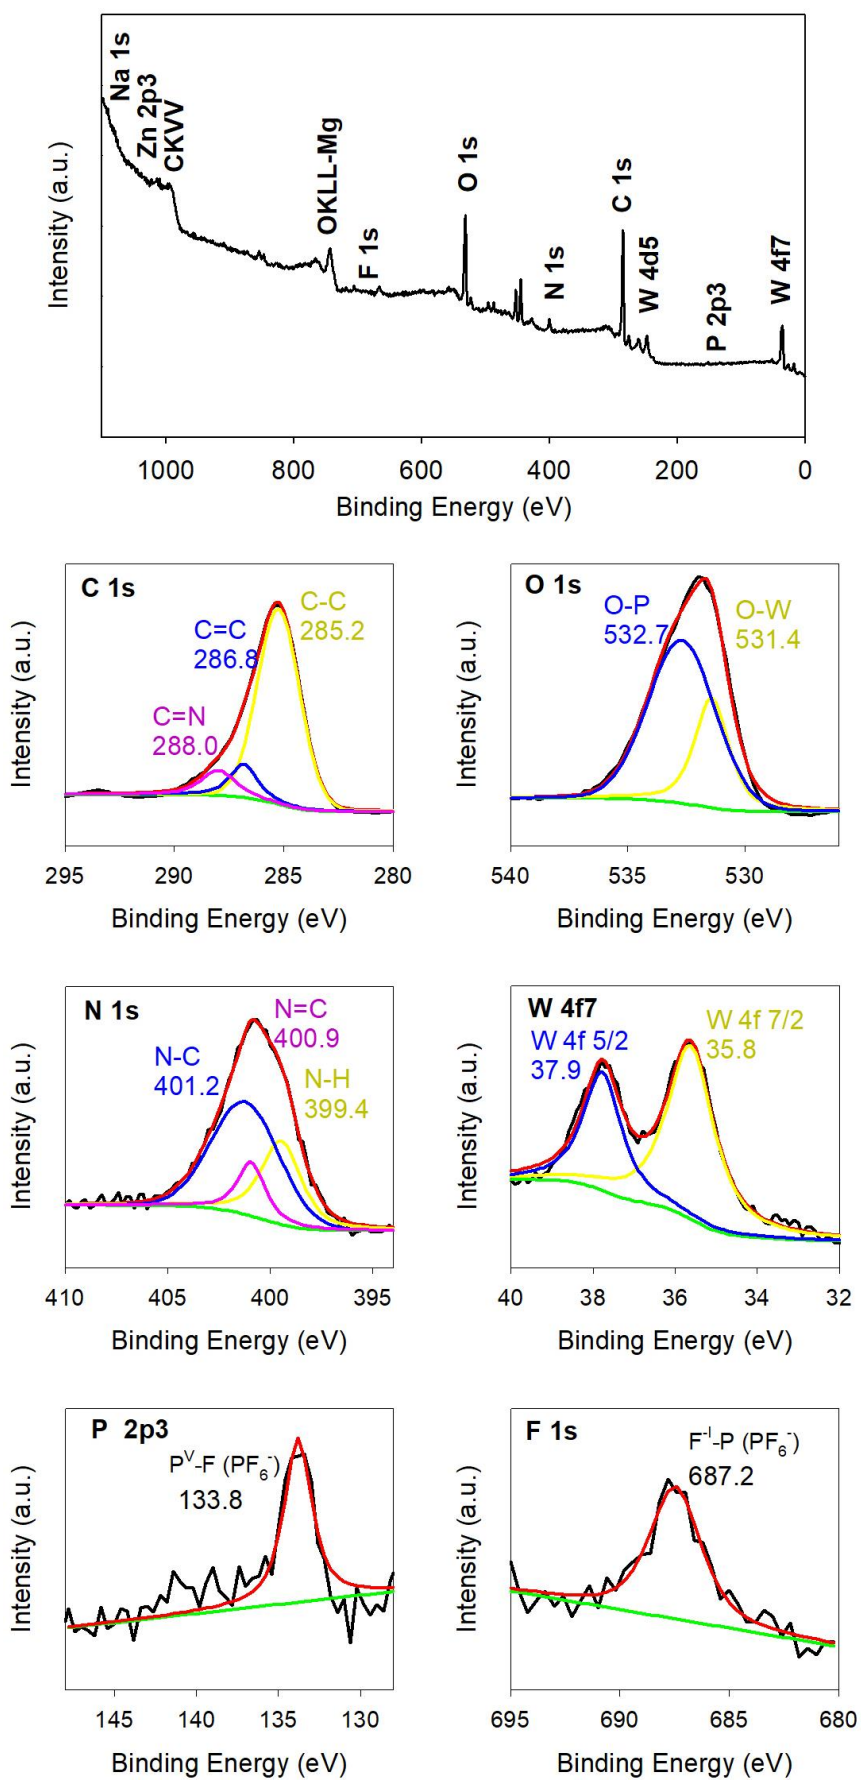 Intensity (a.u.)
Na 1s
Zn 2p3
CKVV
OKLL-Mg
F 1s
O 1s
N 1s
C 1s
W 4d5
P 2p3
W 4f7
1000 800 600 400 200 0
Binding Energy (eV)
Intensity (a.u.)
C 1s
C-C
285.2
C=C
286.8
C=N
288.0
295 290 285 280
Binding Energy (eV)
Intensity (a.u.)
O 1s
O-P
532.7
O-W
531.4
540 535 530
Binding Energy (eV)
Intensity (a.u.)
N 1s
N=C
400.9
N-C
401.2
N-H
399.4
410 405 400 395
Binding Energy (eV)
Intensity (a.u.)
W 4f7
W 4f 5/2
37.9
W 4f 7/2
35.8
40 38 36 34 32
Binding Energy (eV)
Intensity (a.u.)
P 2p3
P^V-F (PF₆⁻)
133.8
145 140 135 130
Binding Energy (eV)
Intensity (a.u.)
F 1s
F^-I-P (PF₆⁻)
687.2
695 690 685 680
Binding Energy (eV)